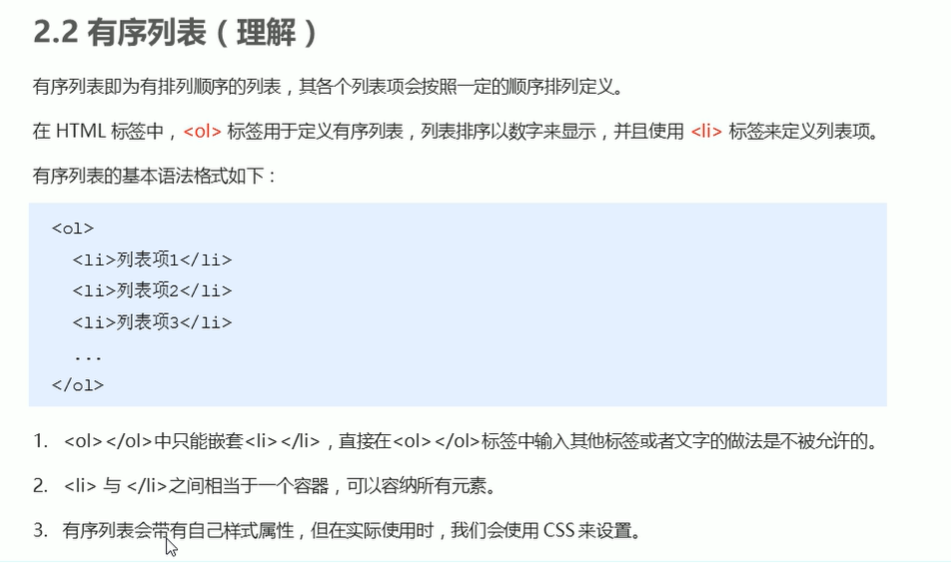 2.2 有序列表（理解）
有序列表即为有排列顺序的列表，其各个列表项会按照一定的顺序排列定义。
在 HTML 标签中，<ol> 标签用于定义有序列表，列表排序以数字来显示，并且使用 <li> 标签来定义列表项。
有序列表的基本语法格式如下：
<ol>
<li>列表项1</li>
<li>列表项2</li>
<li>列表项3</li>
...
</ol>
1. <ol></ol>中只能嵌套<li></li>，直接在<ol></ol>标签中输入其他标签或者文字的做法是不被允许的。
2. <li> 与 </li>之间相当于一个容器，可以容纳所有元素。
3. 有序列表会带有自己样式属性，但在实际使用时，我们会使用 CSS 来设置。